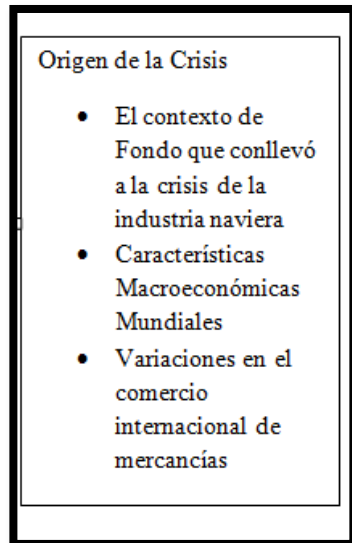 Origen de la Crisis
• El contexto de
Fondo que conllevó
a la crisis de la
industria naviera
• Características
Macroeconómicas
Mundiales
• Variaciones en el
comercio
internacional de
mercancías